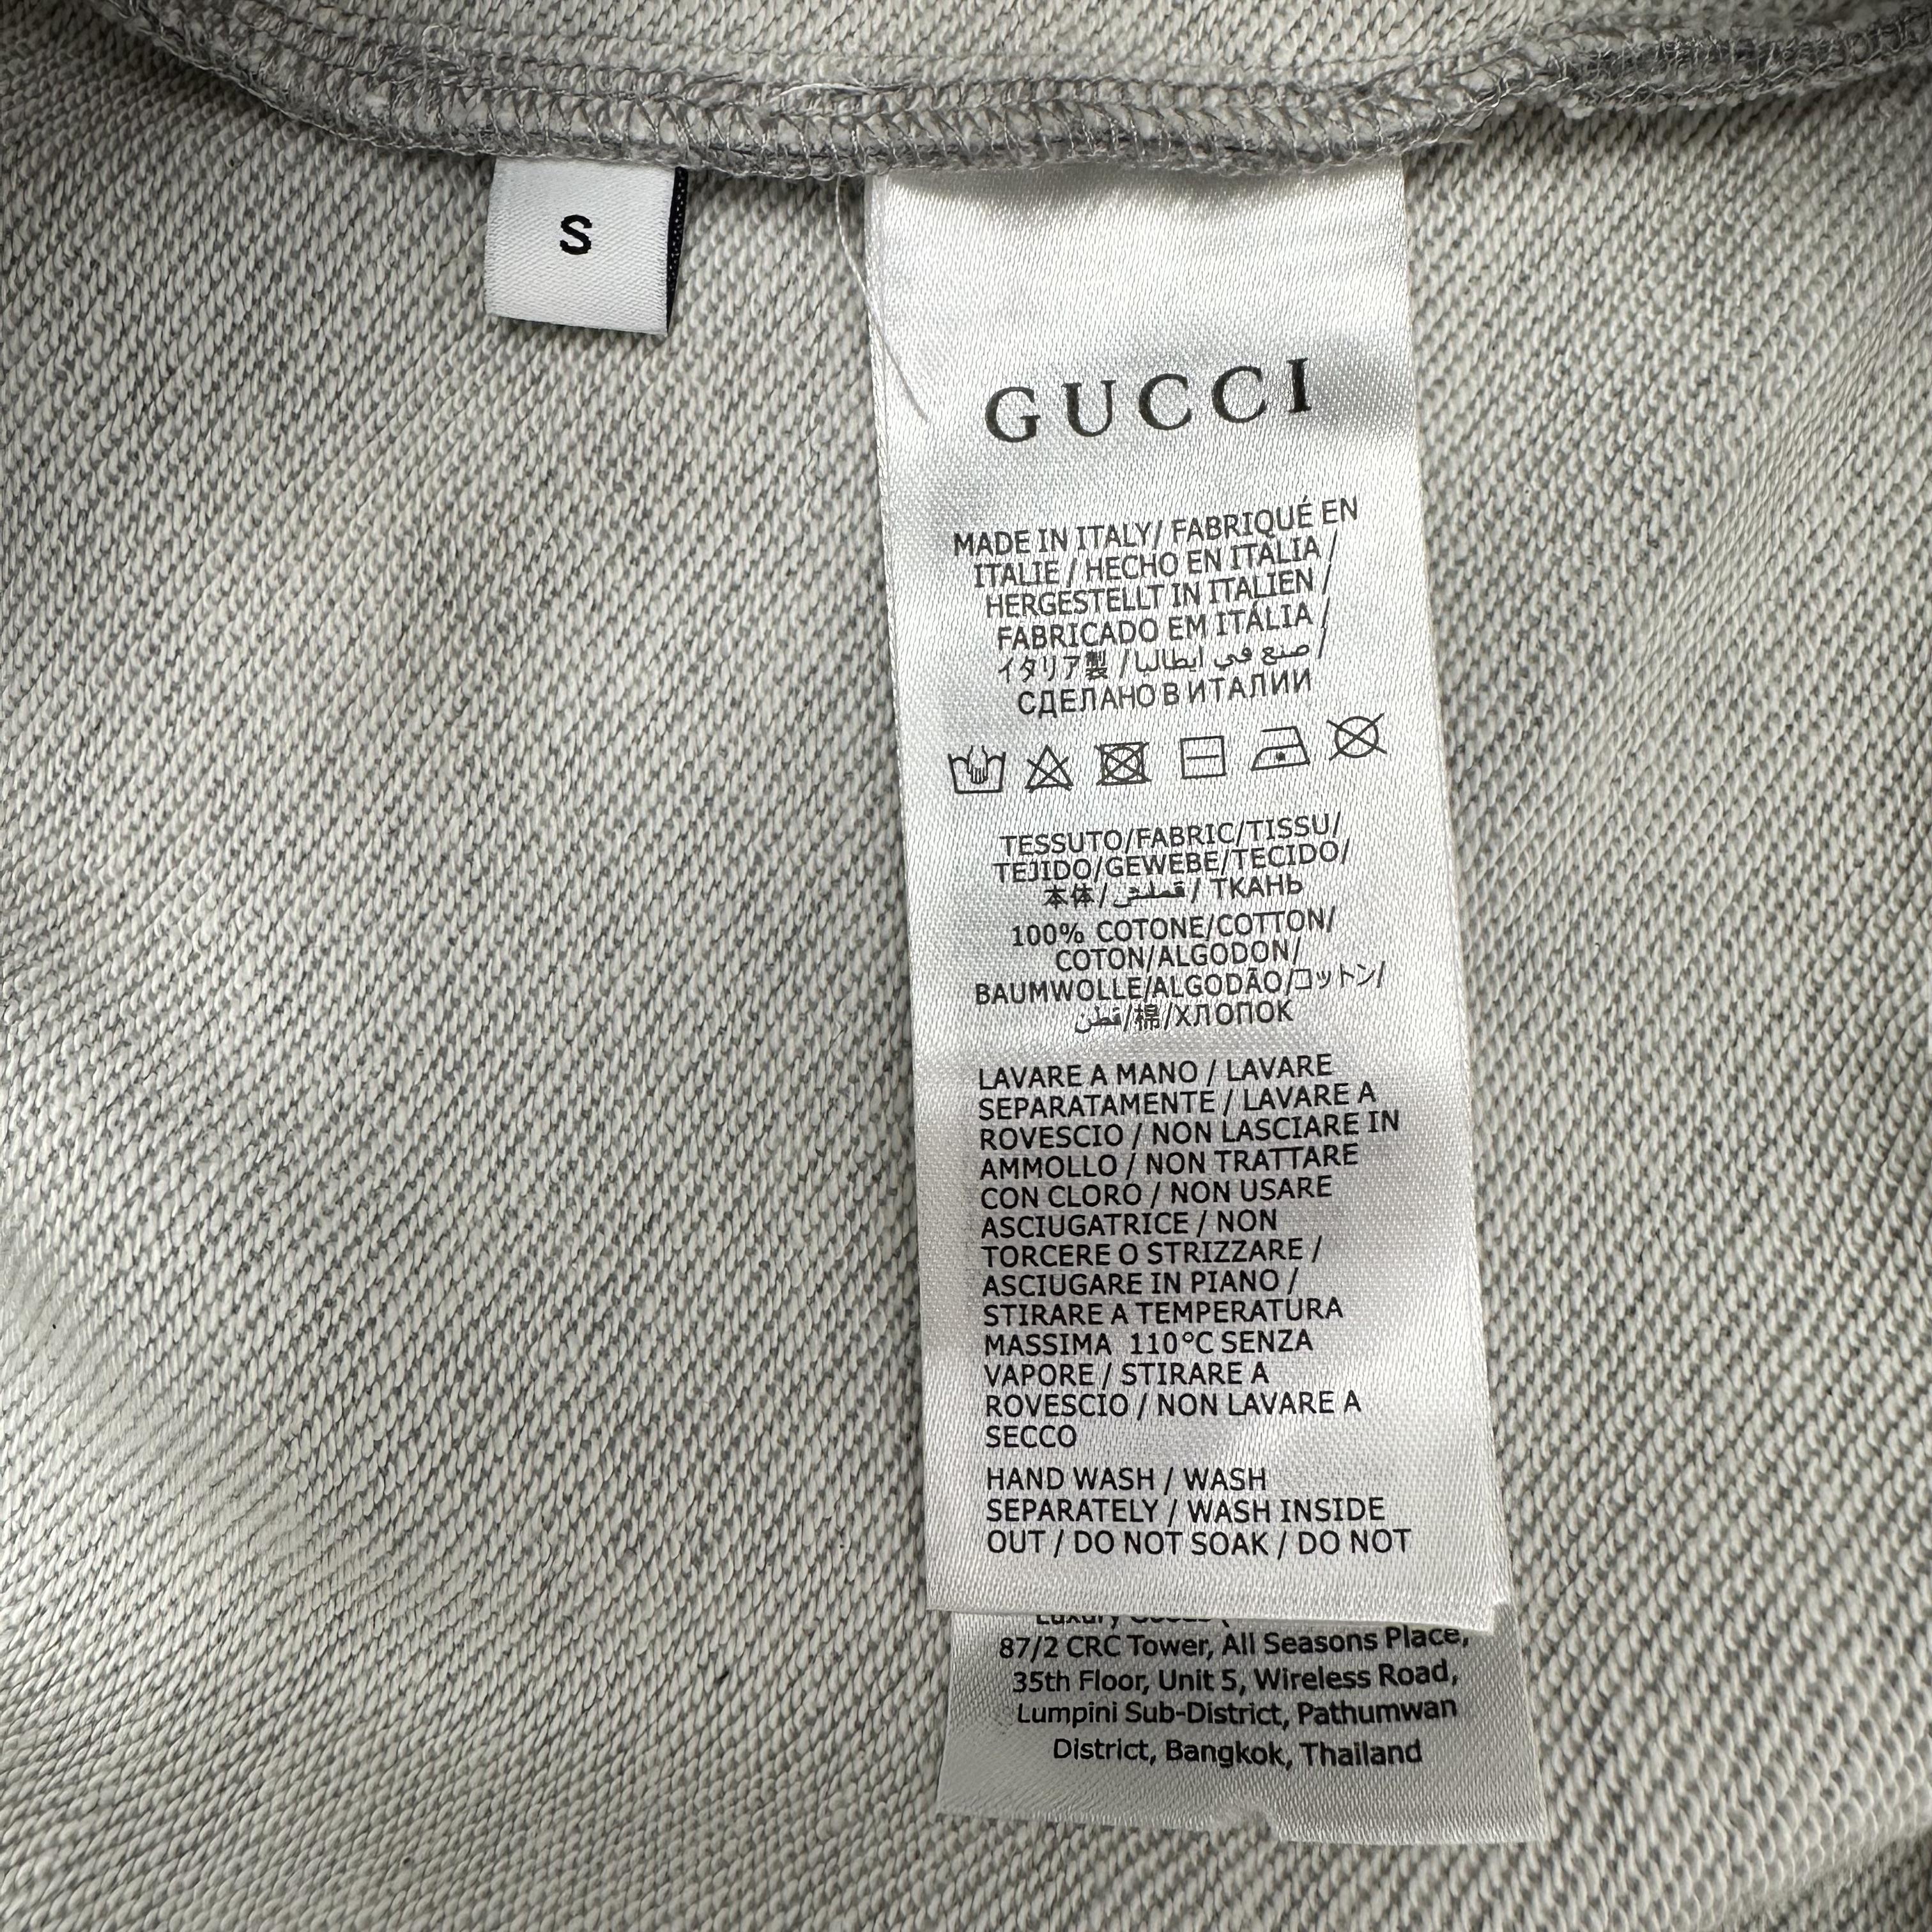 S
GUCCI
MADE IN ITALY/ FABRIQUÉ EN
ITALIE / HECHO EN ITALIA /
HERGESTELLT IN ITALIEN /
FABRICADO EM ITÁLIA /
イタリア製 / صنع في ايطاليا /
СДЕЛАНО В ИТАЛИИ
TESSUTO/FABRIC/TISSU/
TEJIDO/GEWEBE/TECIDO/
本体/ / ТКАНЬ
100% COTONE/COTTON/
COTON/ALGODON/
BAUMWOLLE/ALGODÃO/コットン/
قطن/棉/ХЛОПОК
LAVARE A MANO / LAVARE
SEPARATAMENTE / LAVARE A
ROVESCIO / NON LASCIARE IN
AMMOLLO / NON TRATTARE
CON CLORO / NON USARE
ASCIUGATRICE / NON
TORCERE O STRIZZARE /
ASCIUGARE IN PIANO /
STIRARE A TEMPERATURA
MASSIMA 110°C SENZA
VAPORE / STIRARE A
ROVESCIO / NON LAVARE A
SECCO
HAND WASH / WASH
SEPARATELY / WASH INSIDE
OUT / DO NOT SOAK / DO NOT
Luxury
87/2 CRC Tower, All Seasons Place,
35th Floor, Unit 5, Wireless Road,
Lumpini Sub-District, Pathumwan
District, Bangkok, Thailand